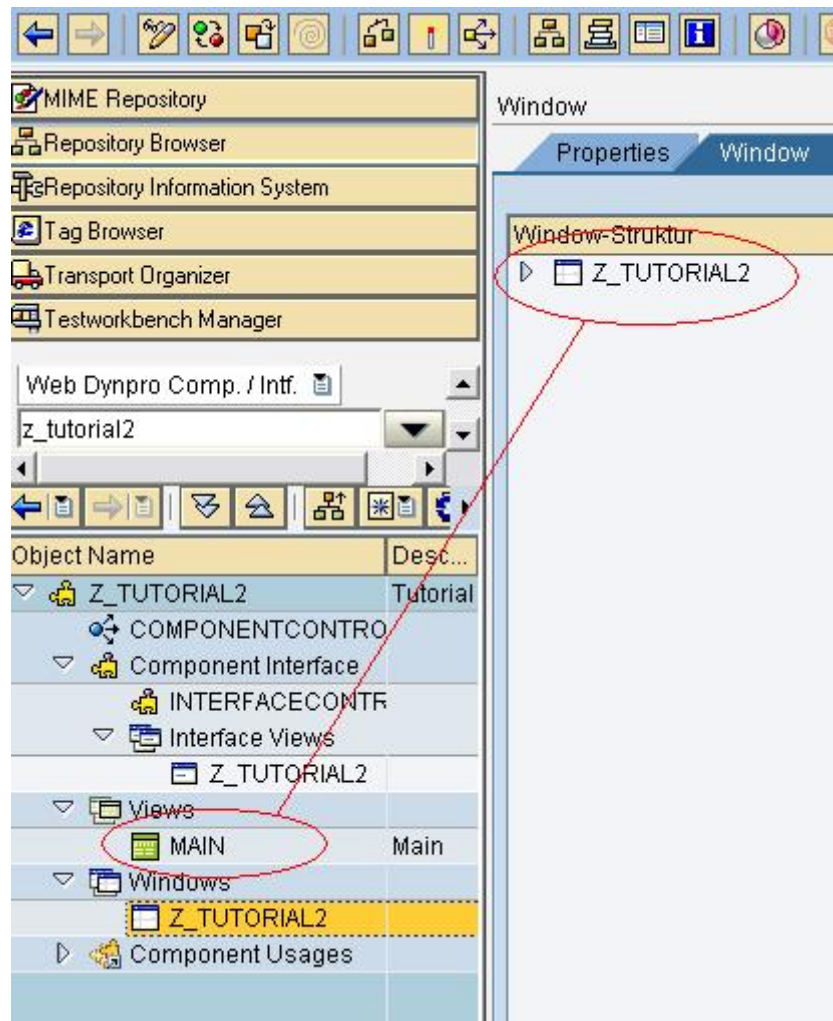 MIME Repository
Repository Browser
Repository Information System
Tag Browser
Transport Organizer
Testworkbench Manager
Web Dynpro Comp. / Intf.
z_tutorial2
Object Name Desc...
Z_TUTORIAL2 Tutorial
COMPONENTCONTRO
Component Interface
INTERFACECONTR
Interface Views
Z_TUTORIAL2
Views
MAIN Main
Windows
Z_TUTORIAL2
Component Usages
Window
Properties Window
Window-Struktur
Z_TUTORIAL2